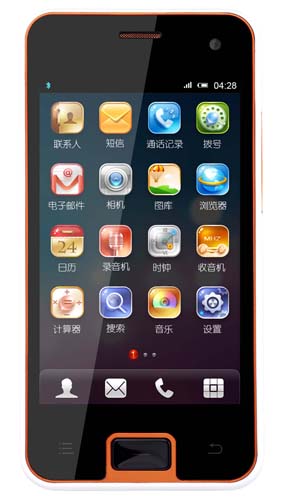 04:28
联系人 短信 通话记录 拨号
电子邮件 相机 图库 浏览器
24
MHZ
日历 录音机 时钟 收音机
计算器 搜索 音乐 设置
1